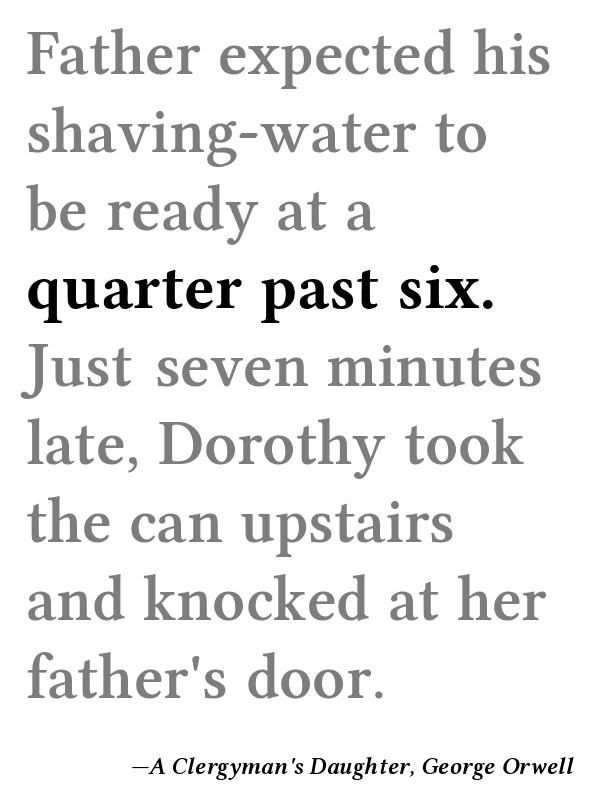 Father expected his
shaving-water to
be ready at a
quarter past six.
Just seven minutes
late, Dorothy took
the can upstairs
and knocked at her
father's door.
—A Clergyman's Daughter, George Orwell